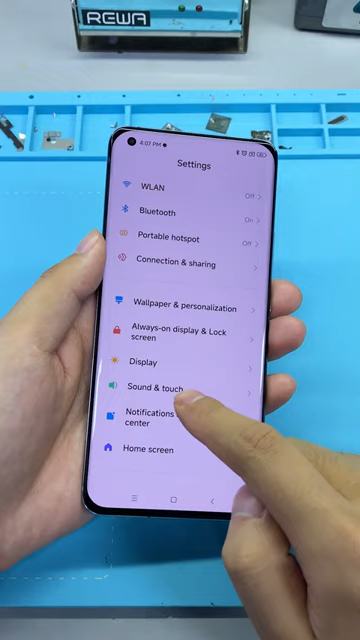 REWA
4:07 PM
Settings
WLAN
Off
Bluetooth
On
Portable hotspot
Off
Connection & sharing
Wallpaper & personalization
Always-on display & Lock
screen
Display
Sound & touch
Notifications
center
Home screen